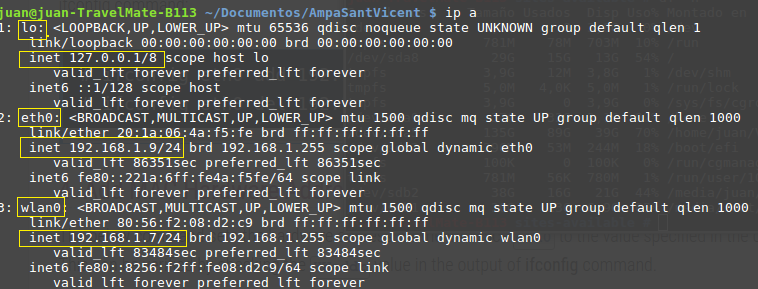 juan@juan-TravelMate-B113 ~/Documentos/AmpaSantVicent $ ip a
1: lo: <LOOPBACK,UP,LOWER_UP> mtu 65536 qdisc noqueue state UNKNOWN group default qlen 1
link/loopback 00:00:00:00:00:00 brd 00:00:00:00:00:00
inet 127.0.0.1/8 scope host lo
valid_lft forever preferred_lft forever
inet6 ::1/128 scope host
valid_lft forever preferred_lft forever
2: eth0: <BROADCAST,MULTICAST,UP,LOWER_UP> mtu 1500 qdisc mq state UP group default qlen 1000
link/ether 20:1a:06:4a:f5:fe brd ff:ff:ff:ff:ff:ff
inet 192.168.1.9/24 brd 192.168.1.255 scope global dynamic eth0
valid_lft 86351sec preferred_lft 86351sec
inet6 fe80::221a:6ff:fe4a:f5fe/64 scope link
valid_lft forever preferred_lft forever
3: wlan0: <BROADCAST,MULTICAST,UP,LOWER_UP> mtu 1500 qdisc mq state UP group default qlen 1000
link/ether 80:56:f2:08:d2:c9 brd ff:ff:ff:ff:ff:ff
inet 192.168.1.7/24 brd 192.168.1.255 scope global dynamic wlan0
valid_lft 83484sec preferred_lft 83484sec
inet6 fe80::8256:f2ff:fe08:d2c9/64 scope link
in the output of ifconfig command.
valid_lft forever preferred_lft forever